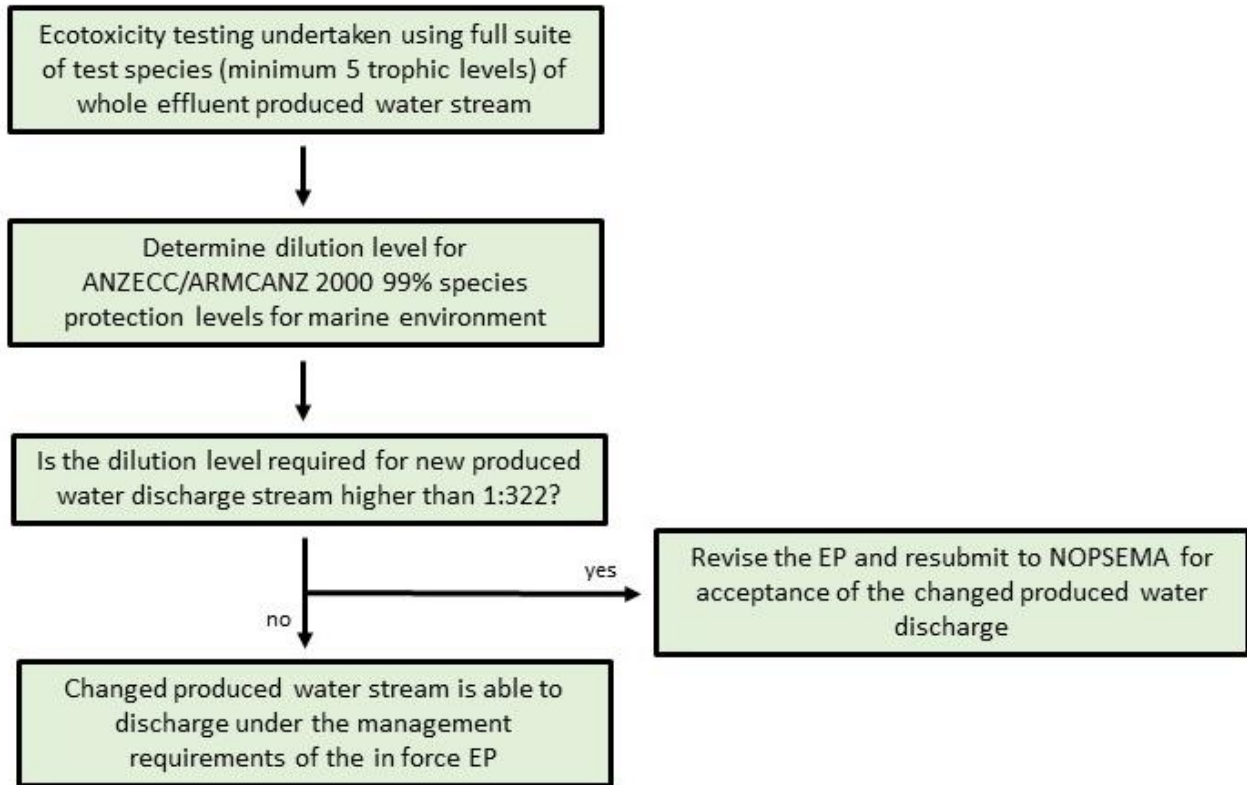 Ecotoxicity testing undertaken using full suite
of test species (minimum 5 trophic levels) of
whole effluent produced water stream
Determine dilution level for
ANZECC/ARMCANZ 2000 99% species
protection levels for marine environment
Is the dilution level required for new produced
water discharge stream higher than 1:322?
yes
Revise the EP and resubmit to NOPSEMA for
acceptance of the changed produced water
discharge
no
Changed produced water stream is able to
discharge under the management
requirements of the in force EP